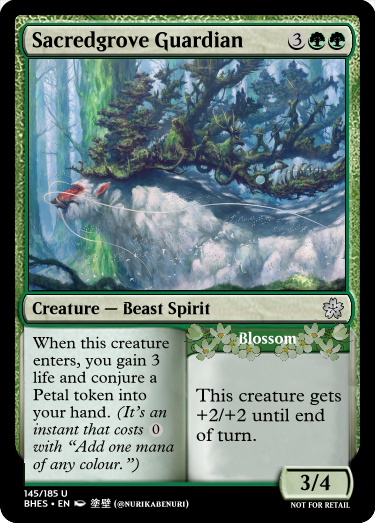 Sacredgrove Guardian 3
Creature — Beast Spirit
When this creature
enters, you gain 3
life and conjure a
Petal token into
your hand. (It's an
instant that costs 0
with “Add one mana
of any colour.”)
Blossom
This creature gets
+2/+2 until end
of turn.
3/4
145/185 U
BHES • EN 塗壁 (@NURIKABENURI)
NOT FOR RETAIL